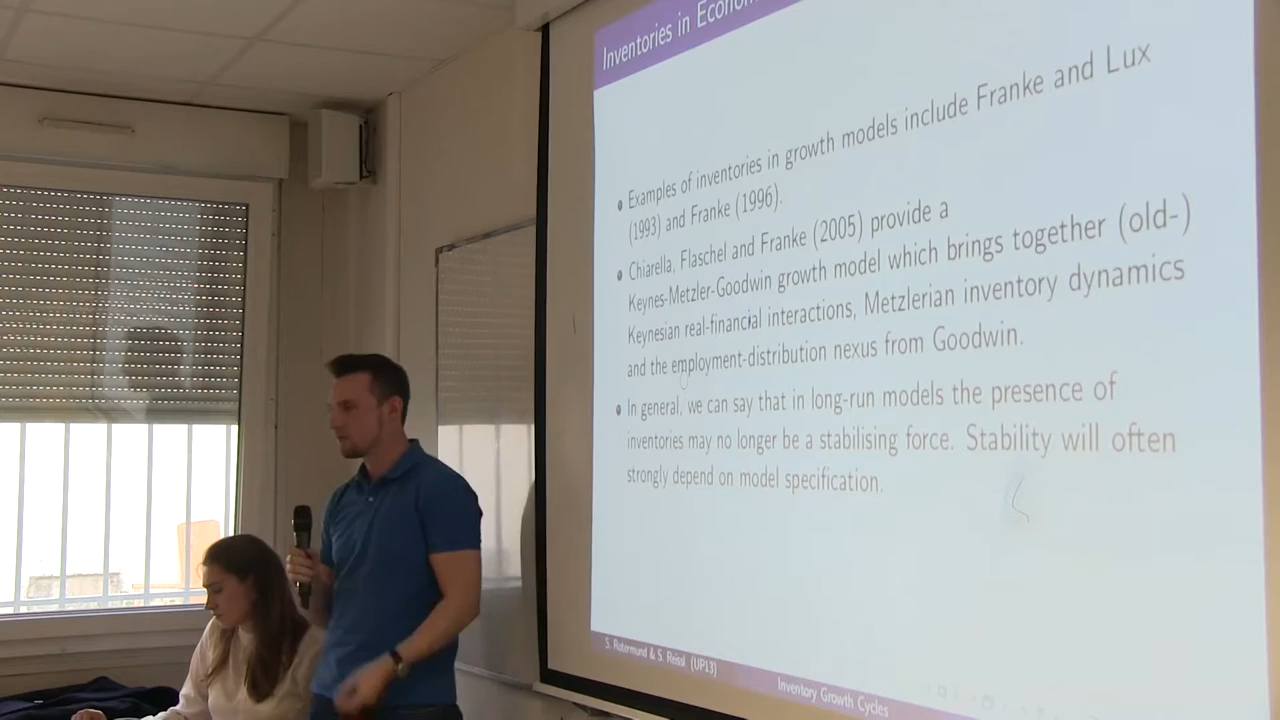 Inventories in Econo
Examples of inventories in growth models include Franke and Lux
(1993) and Franke (1996).
Chiarella, Flaschel and Franke (2005) provide a
Keynes-Metzler-Goodwin growth model which brings together (old-)
Keynesian real-financial interactions, Metzlerian inventory dynamics
and the employment-distribution nexus from Goodwin.
In general, we can say that in long-run models the presence of
inventories may no longer be a stabilising force. Stability will often
strongly depend on model specification.
S. Rotermund & S. Reissl (UP13)
Inventory Growth Cycles